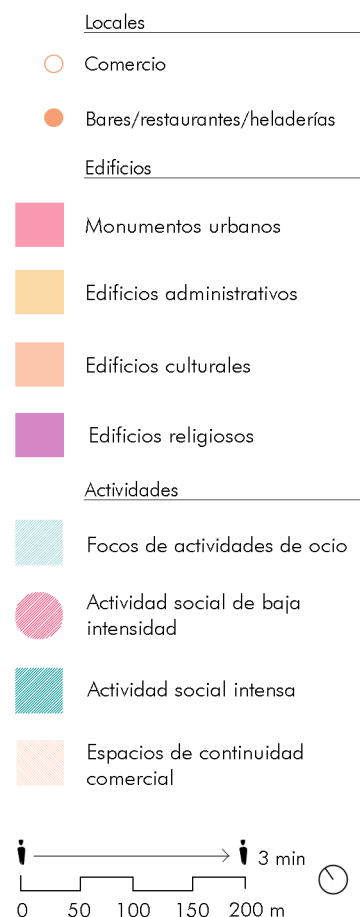 Locales
Comercio
Bares/restaurantes/heladerías
Edificios
Monumentos urbanos
Edificios administrativos
Edificios culturales
Edificios religiosos
Actividades
Focos de actividades de ocio
Actividad social de baja
intensidad
Actividad social intensa
Espacios de continuidad
comercial
3 min
0 50 100 150 200 m